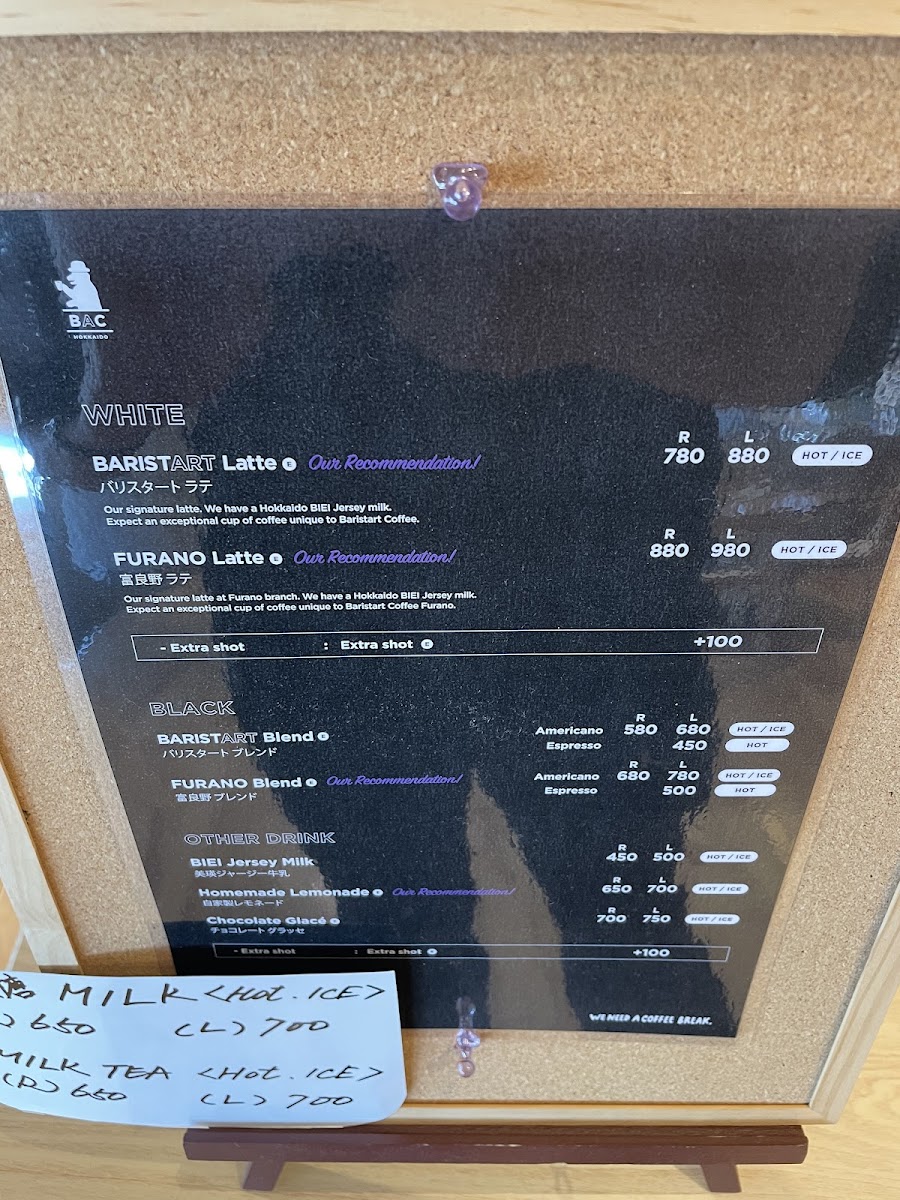 BAC
HOKKAIDO
WHITE
R L
BARISTART Latte E Our Recommendation! 780 880 HOT / ICE
バリスタート ラテ
Our signature latte. We have a Hokkaido BIEI Jersey milk.
Expect an exceptional cup of coffee unique to Baristart Coffee.
R L
FURANO Latte Our Recommendation! 880 980 HOT / ICE
富良野 ラテ
Our signature latte at Furano branch. We have a Hokkaido BIEI Jersey milk.
Expect an exceptional cup of coffee unique to Baristart Coffee Furano.
- Extra shot : Extra shot E +100
BLACK
R L
BARISTART Blend Americano 580 680 HOT / ICE
バリスタート ブレンド Espresso 450 HOT
R L
FURANO Blend Our Recommendation! Americano 680 780 HOT / ICE
富良野 ブレンド Espresso 500 HOT
OTHER DRINK
R L
BIEI Jersey Milk 450 500 HOT / ICE
美瑛ジャージー牛乳
R L
Homemade Lemonade Our Recommendation! 650 700 HOT / ICE
自家製レモネード
R L
Chocolate Glacé 700 750 HOT / ICE
チョコレート グラッセ
- Extra shot : Extra shot +100
WE NEED A COFFEE BREAK.
MILK <Hot. ICE>
) 650 (L) 700
MILK TEA <Hot. ICE>
(R) 650 (L) 700